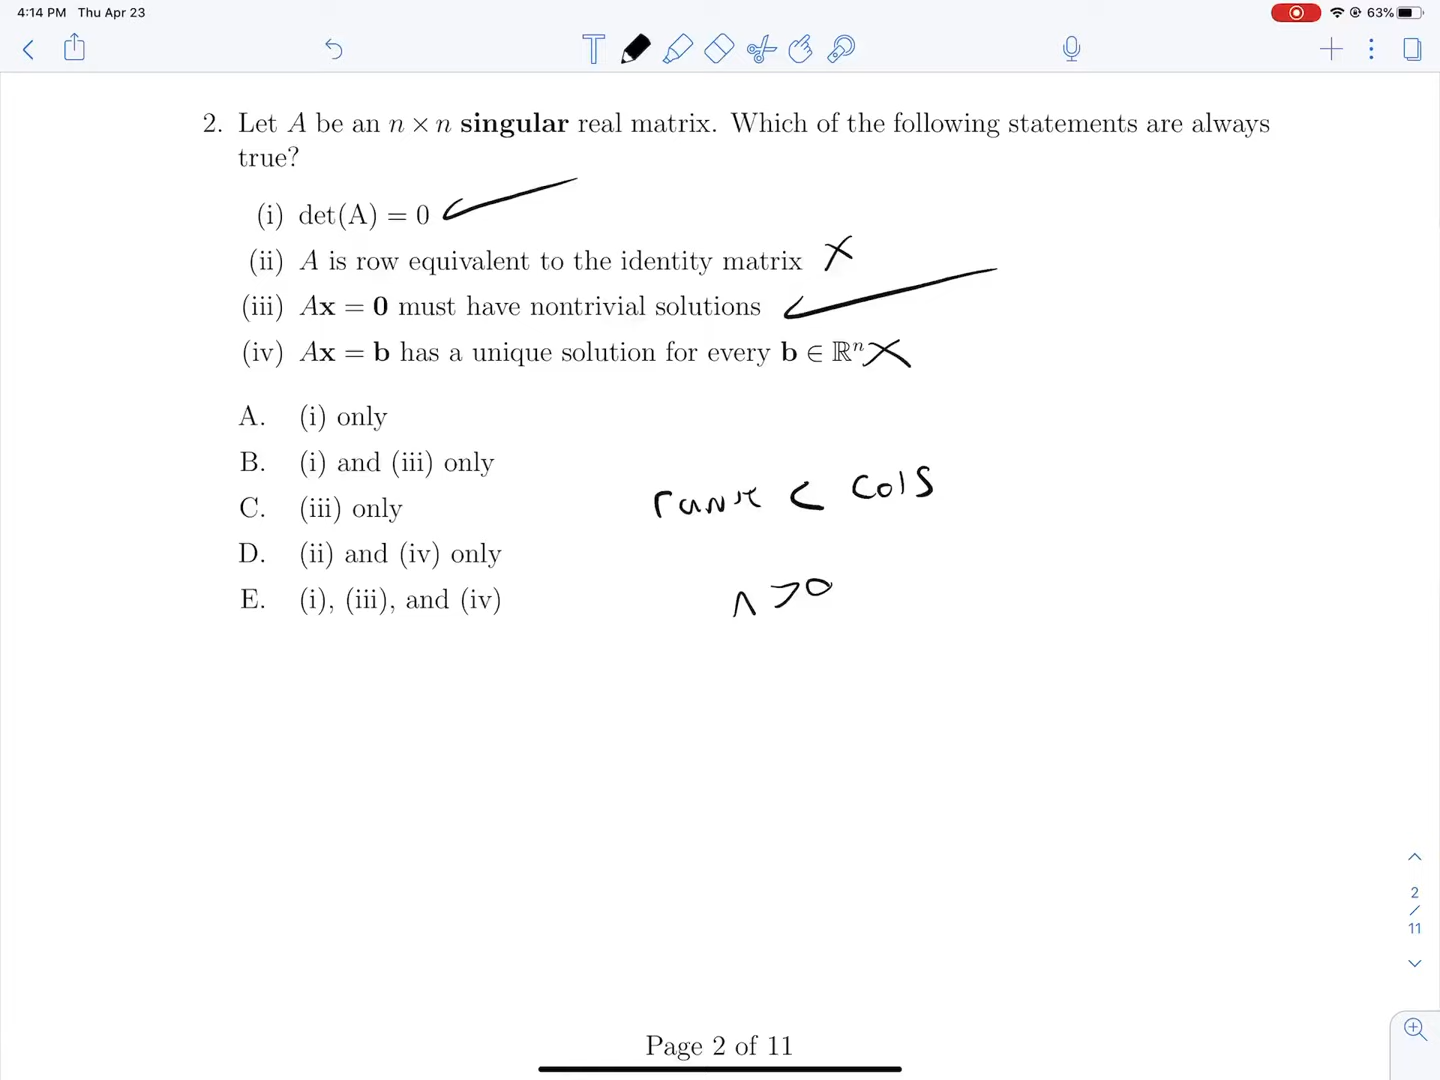 4:14 PM Thu Apr 23
63%
2. Let A be an n × n singular real matrix. Which of the following statements are always
true?
(i) det(A) = 0
(ii) A is row equivalent to the identity matrix
(iii) Ax = 0 must have nontrivial solutions
(iv) Ax = b has a unique solution for every b ∈ ℝⁿ
A. (i) only
B. (i) and (iii) only
C. (iii) only
D. (ii) and (iv) only
E. (i), (iii), and (iv)
rank < cols
n > 0
2
/
11
Page 2 of 11